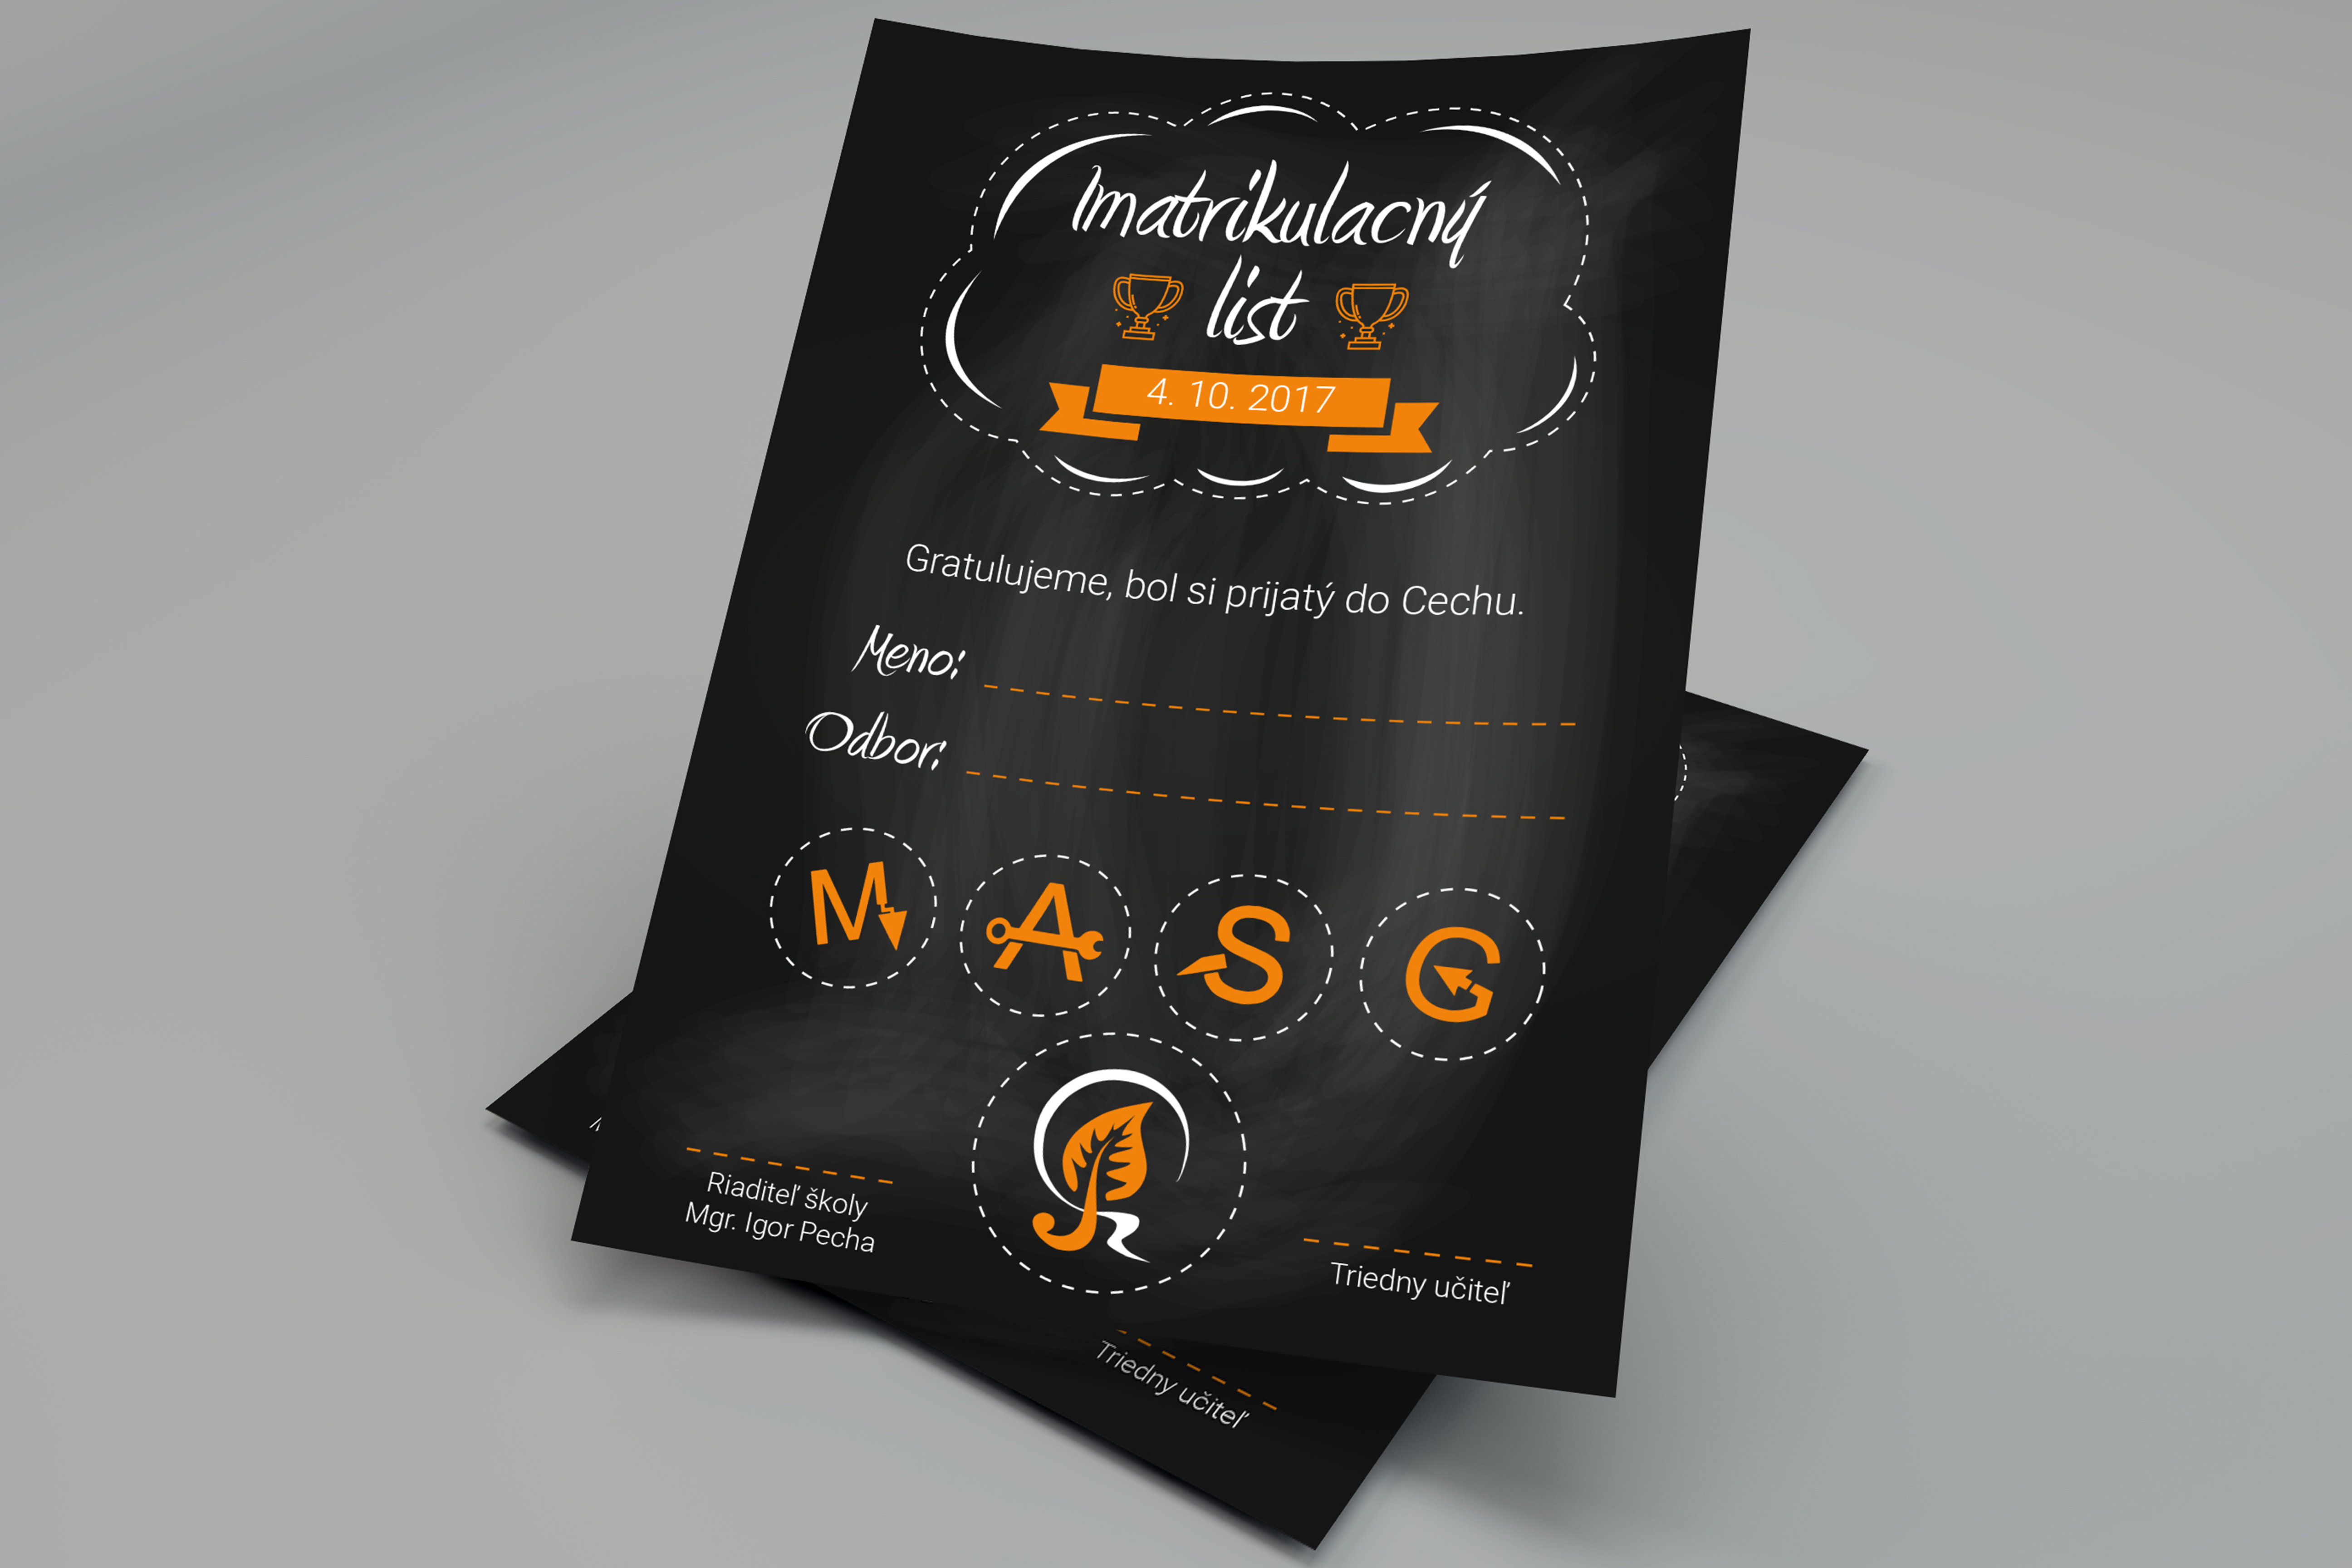 Imatrikulacný
list
4. 10. 2017
Gratulujeme, bol si prijatý do Cechu.
Meno:
Odbor:
M A S G
Riaditeľ školy
Mgr. Igor Pecha
Triedny učiteľ
Triedny učiteľ